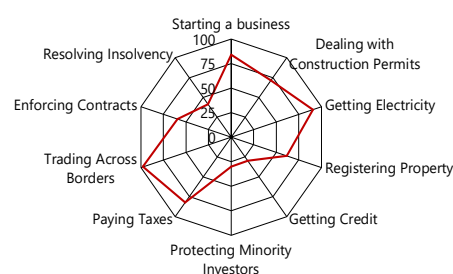 Starting a business
100
75
50
25
0
Dealing with
Construction Permits
Getting Electricity
Registering Property
Getting Credit
Protecting Minority
Investors
Paying Taxes
Trading Across
Borders
Enforcing Contracts
Resolving Insolvency